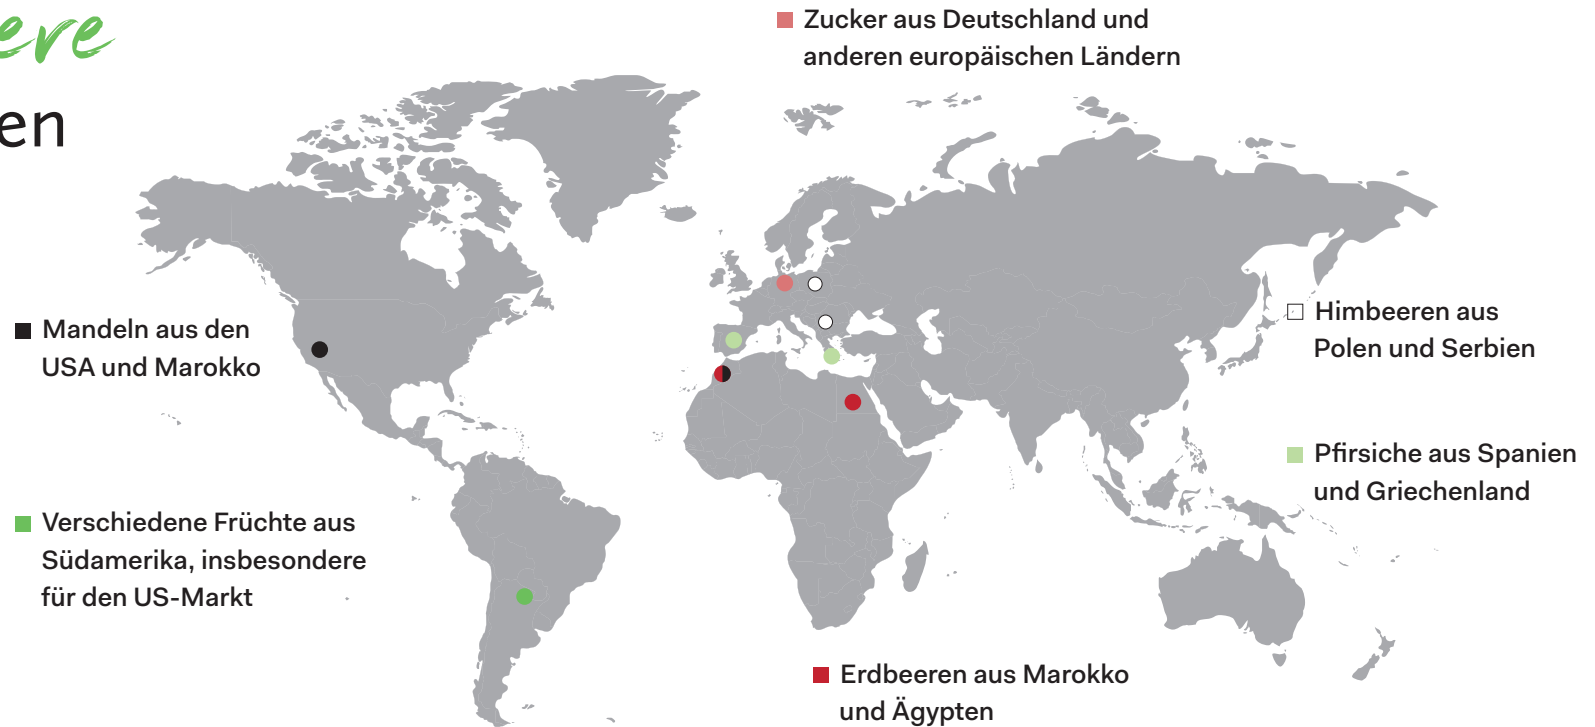 Zucker aus Deutschland und
anderen europäischen Ländern
Mandeln aus den
USA und Marokko
Himbeeren aus
Polen und Serbien
Pfirsiche aus Spanien
und Griechenland
Verschiedene Früchte aus
Südamerika, insbesondere
für den US-Markt
Erdbeeren aus Marokko
und Ägypten